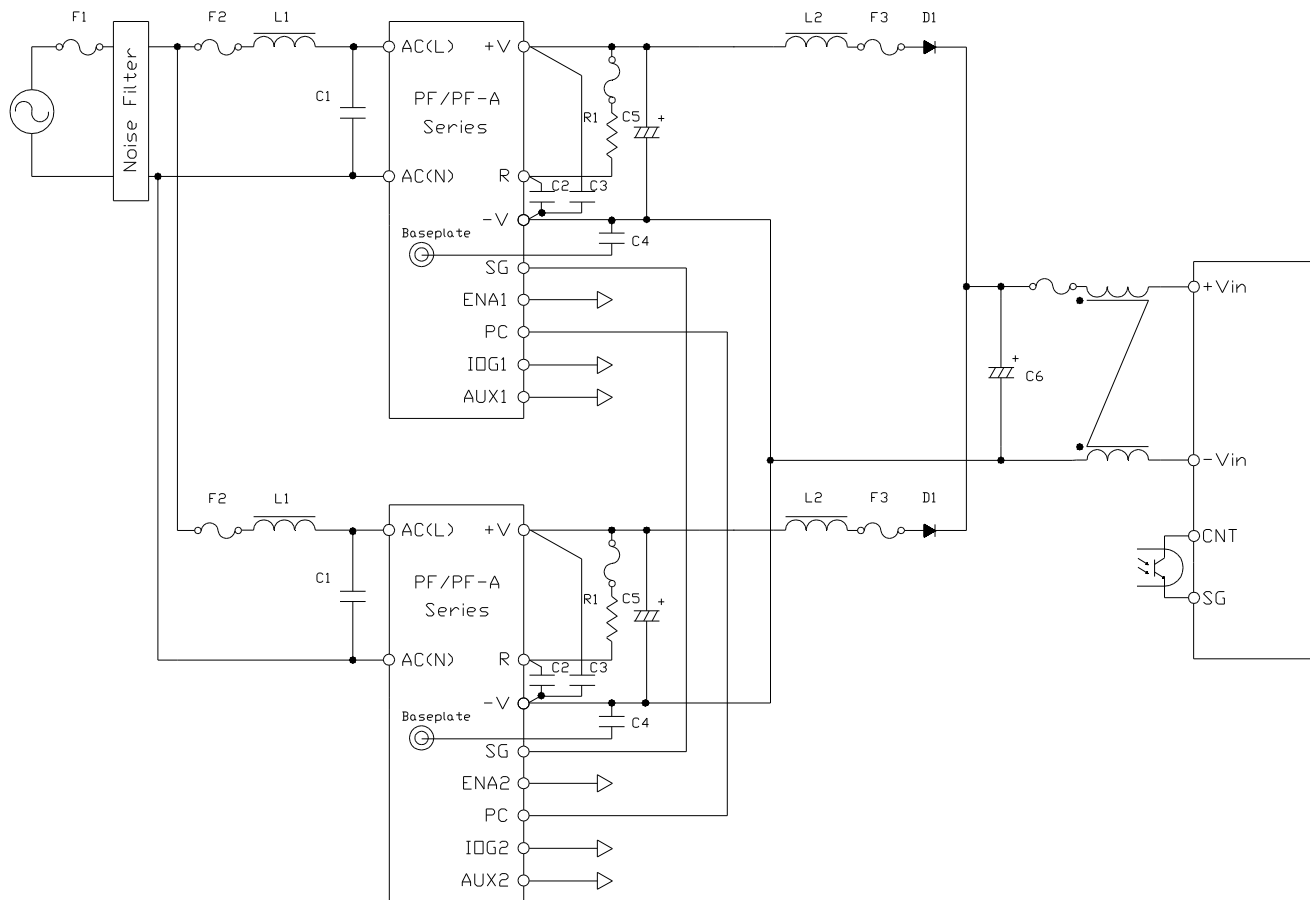 F1
F2
L1
L2
F3
D1
Noise Filter
C1
AC(L)
+V
PF/PF-A
Series
R1
C5
+
AC(N)
R
C2
C3
-V
Baseplate
C4
SG
ENA1
PC
IOG1
AUX1
+Vin
+
C6
-Vin
F2
L1
L2
F3
D1
C1
AC(L)
+V
PF/PF-A
Series
R1
C5
+
CNT
SG
AC(N)
R
C2
C3
-V
Baseplate
C4
SG
ENA2
PC
IOG2
AUX2